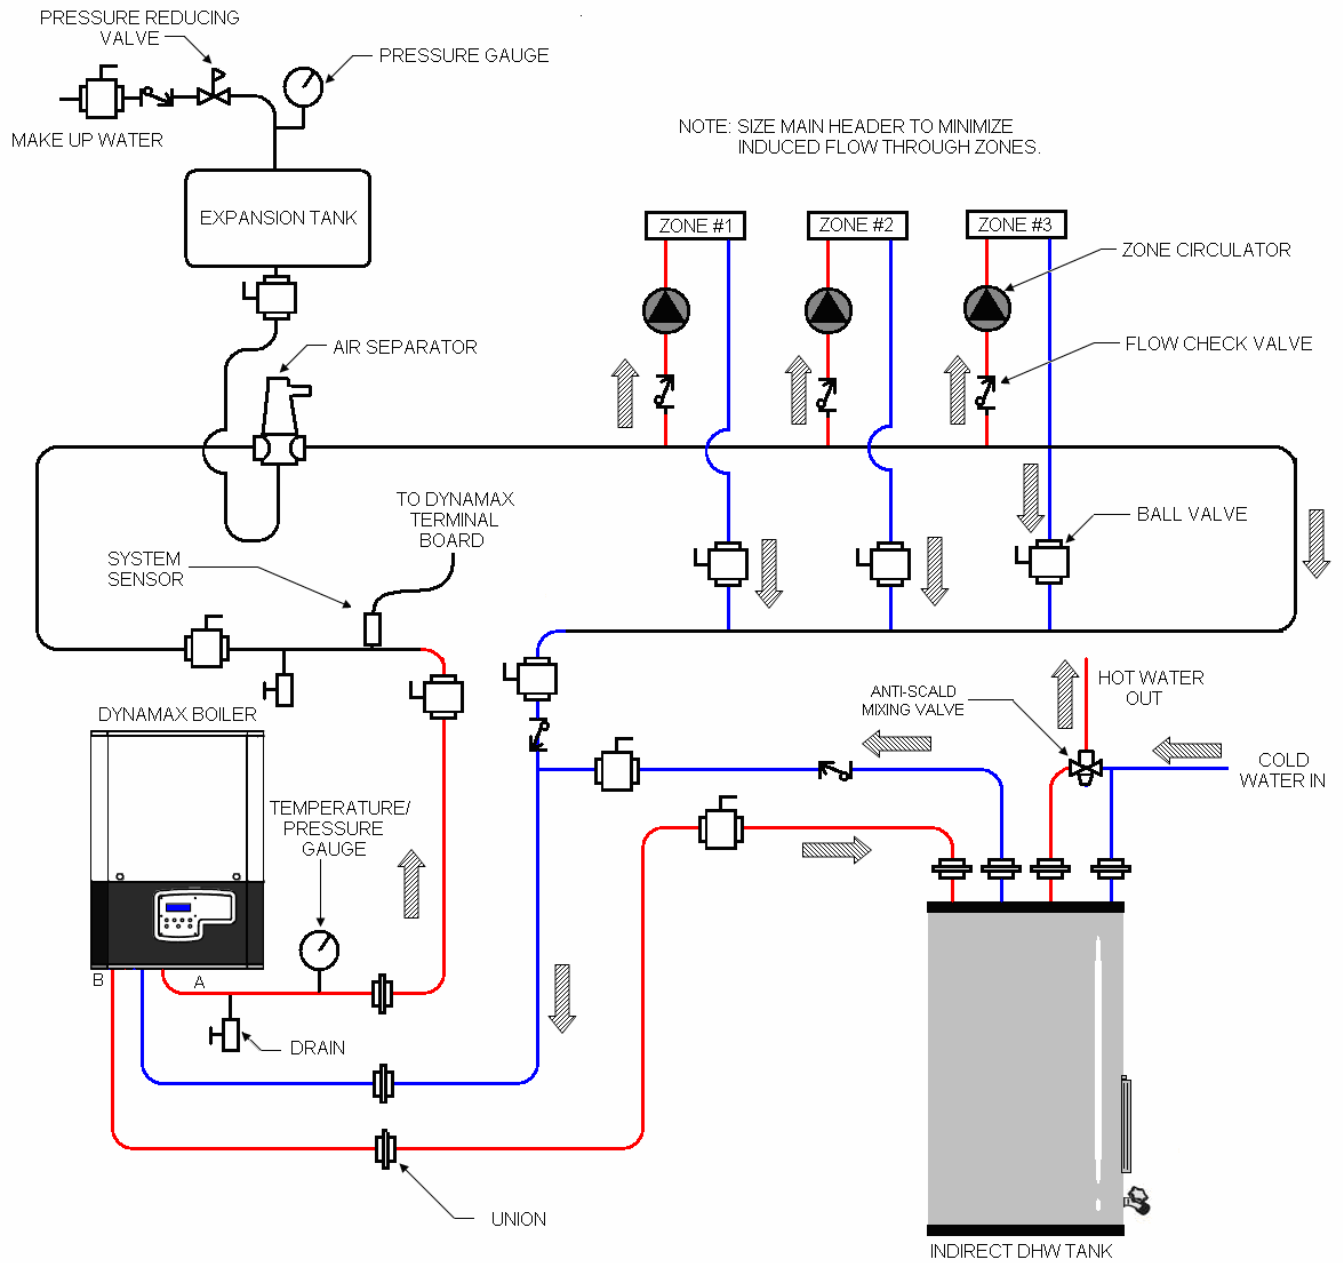 PRESSURE REDUCING
VALVE
PRESSURE GAUGE
MAKE UP WATER
NOTE: SIZE MAIN HEADER TO MINIMIZE
INDUCED FLOW THROUGH ZONES.
EXPANSION TANK
ZONE #1
ZONE #2
ZONE #3
ZONE CIRCULATOR
AIR SEPARATOR
FLOW CHECK VALVE
TO DYNAMAX
TERMINAL
BOARD
BALL VALVE
SYSTEM
SENSOR
HOT WATER
OUT
ANTI-SCALD
MIXING VALVE
DYNAMAX BOILER
COLD
WATER IN
TEMPERATURE/
PRESSURE
GAUGE
B
A
DRAIN
UNION
INDIRECT DHW TANK